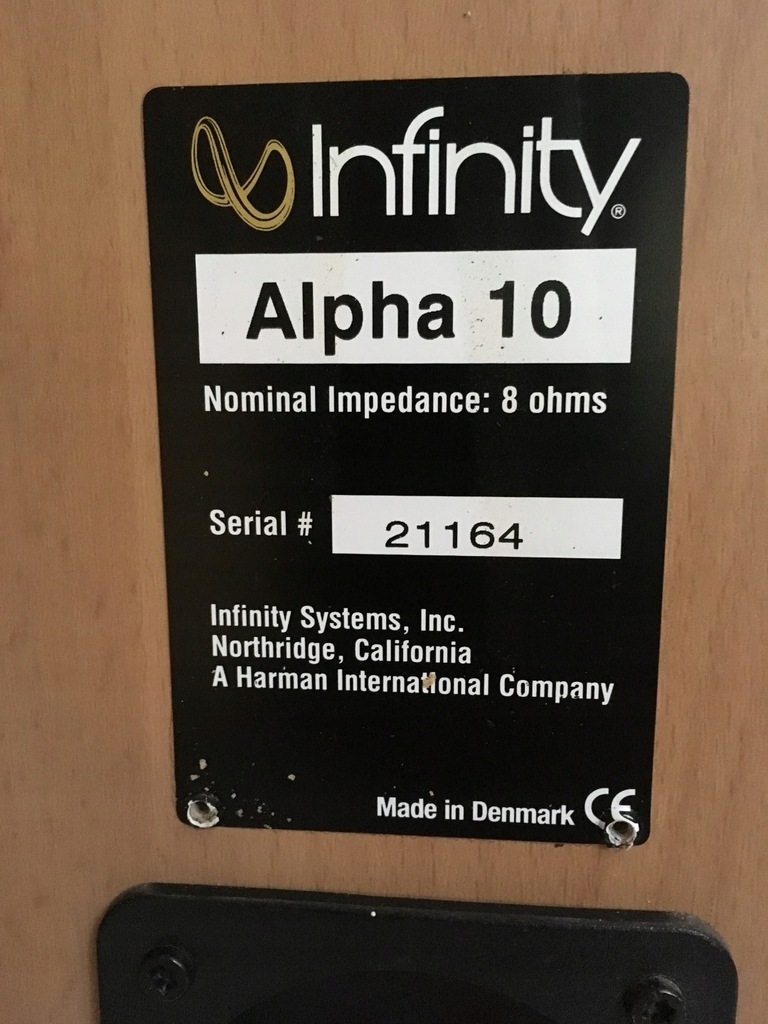 Infinity®
Alpha 10
Nominal Impedance: 8 ohms
Serial # 21164
Infinity Systems, Inc.
Northridge, California
A Harman International Company
Made in Denmark CE